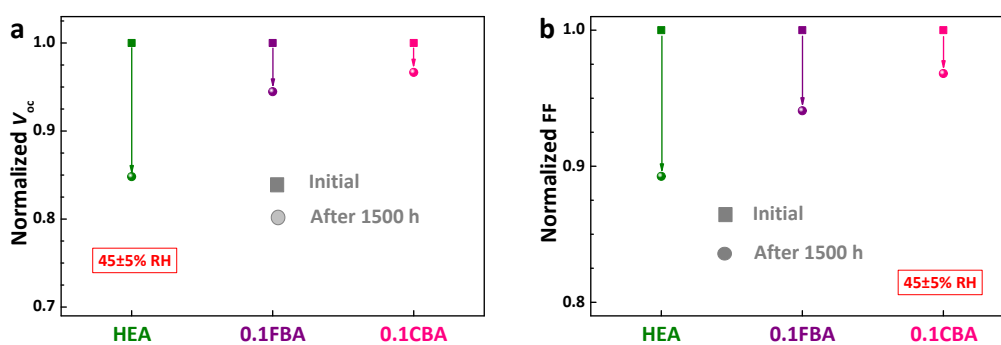 a
Normalized Voc
1.0
0.9
0.8
0.7
Initial
After 1500 h
45±5% RH
HEA
0.1FBA
0.1CBA
b
Normalized FF
1.0
0.9
0.8
Initial
After 1500 h
45±5% RH
HEA
0.1FBA
0.1CBA